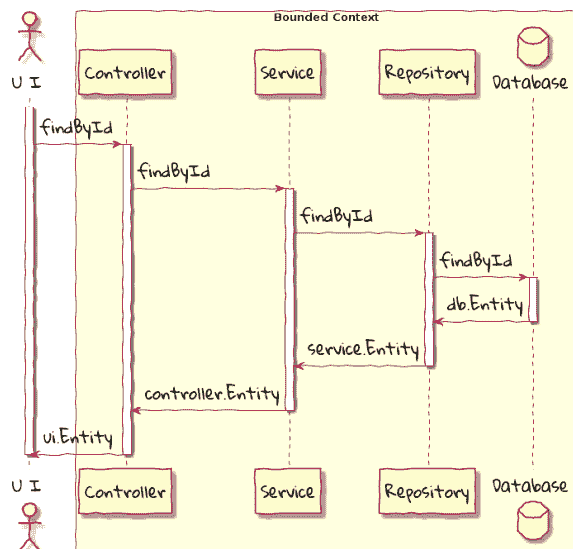 Bounded Context
UI
Controller
Service
Repository
Database
findById
findById
findById
findById
db.Entity
service.Entity
controller.Entity
ui.Entity
UI
Controller
Service
Repository
Database